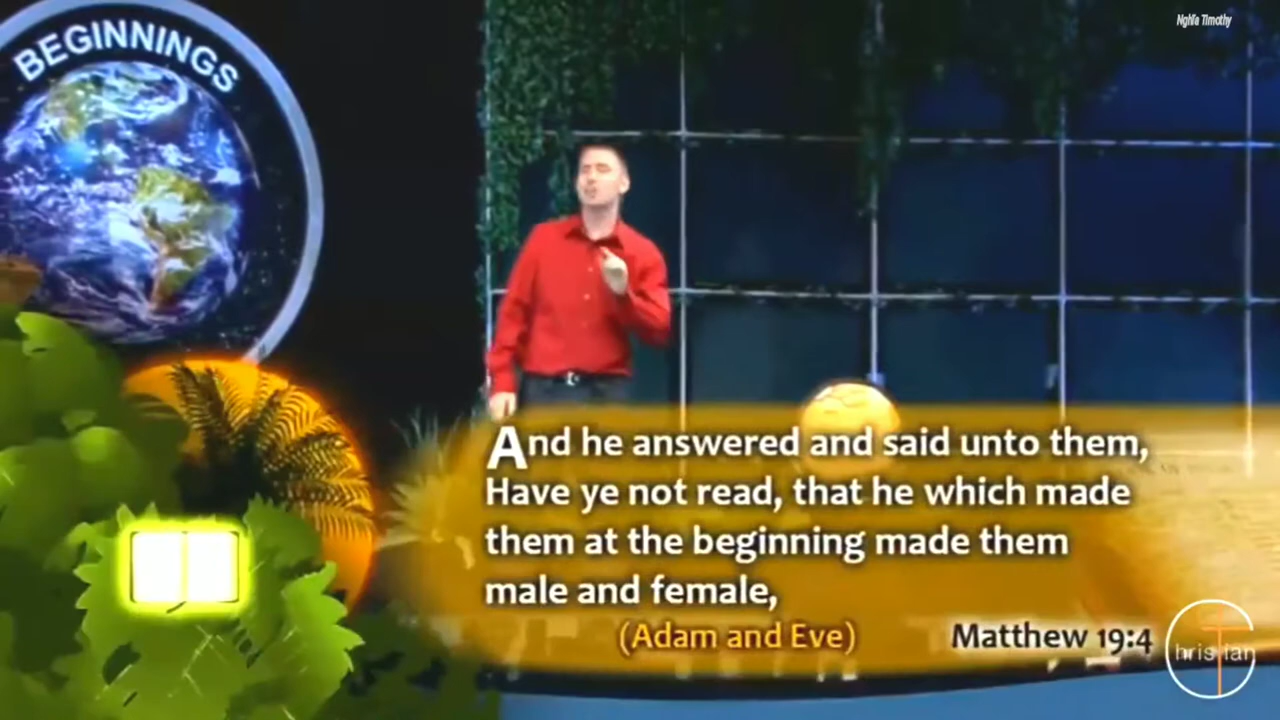 Nghĩa Timothy
BEGINNINGS
And he answered and said unto them,
Have ye not read, that he which made
them at the beginning made them
male and female,
(Adam and Eve)
Matthew 19:4
Christian